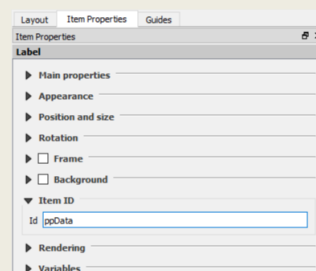 Layout Item Properties Guides
Item Properties
Label
Main properties
Appearance
Position and size
Rotation
Frame
Background
Item ID
Id ppData
Rendering
Variables